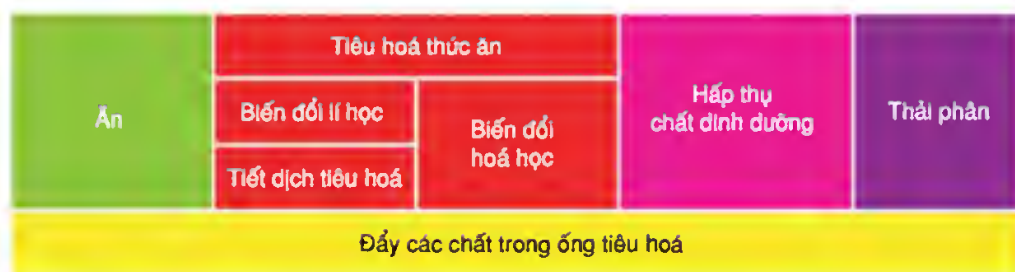 Ăn
Tiêu hoá thức ăn
Biến đổi lí học
Tiết dịch tiêu hoá
Biến đổi
hoá học
Hấp thụ
chất dinh dưỡng
Thải phân
Đẩy các chất trong ống tiêu hoá